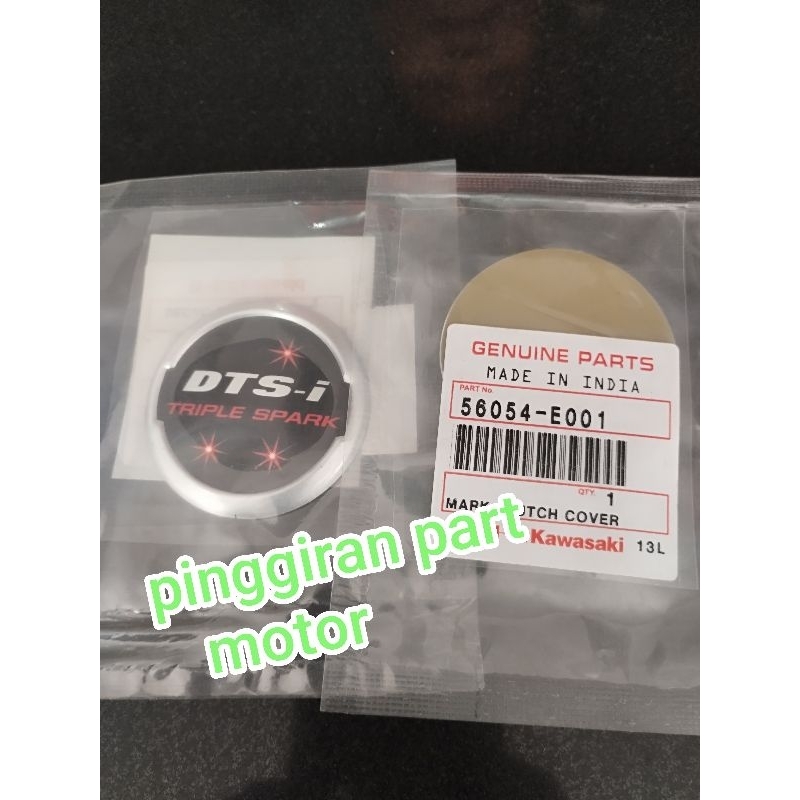 DTS-i
TRIPLE SPARK
GENUINE PARTS
MADE IN INDIA
PART No.
56054-E001
QTY. 1
COVER
Kawasaki 13L
pinggiran part
motor